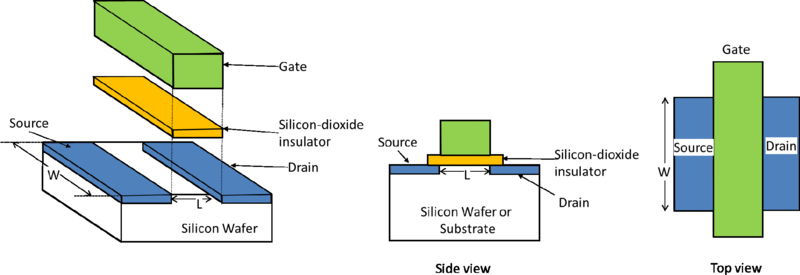 Gate
Silicon-dioxide
insulator
Source
Drain
W
L
Silicon Wafer
Source
Silicon-dioxide
insulator
L
Drain
Silicon Wafer or
Substrate
Side view
Gate
Source
Drain
W
Top view